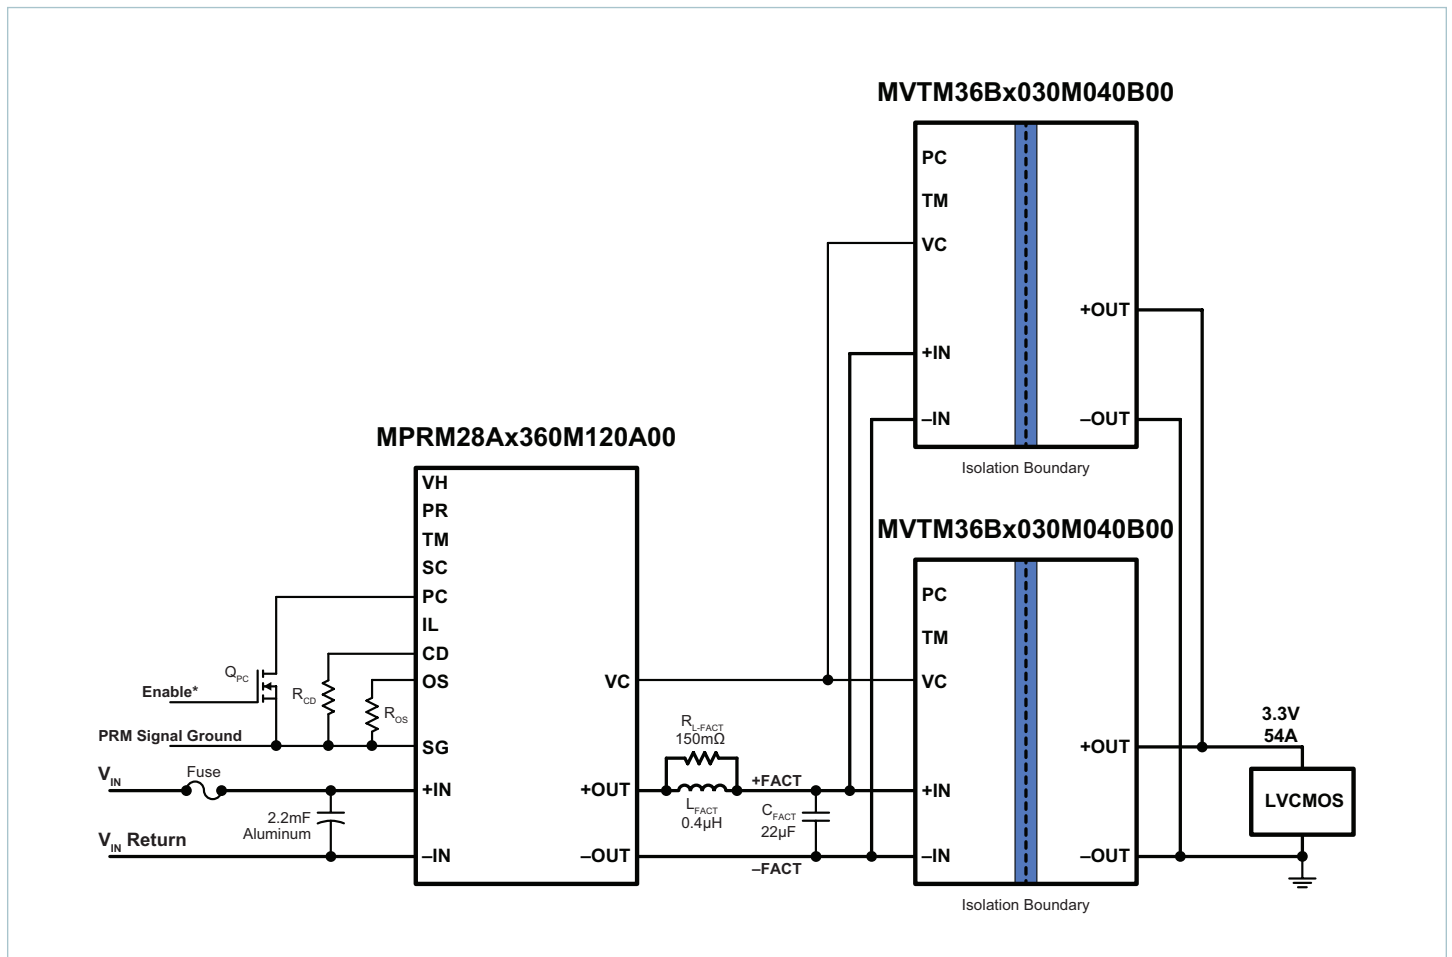 MVTM36Bx030M040B00
PC
TM
VC
+IN
–IN
+OUT
–OUT
Isolation Boundary
MPRM28Ax360M120A00
VH
PR
TM
SC
PC
IL
CD
OS
SG
+IN
–IN
VC
+OUT
–OUT
QPC
Enable*
RCD
ROS
PRM Signal Ground
VIN
Fuse
2.2mF
Aluminum
VIN Return
RL-FACT
150mΩ
LFACT
0.4µH
+FACT
CFACT
22µF
–FACT
MVTM36Bx030M040B00
PC
TM
VC
+IN
–IN
+OUT
–OUT
Isolation Boundary
3.3V
54A
LVCMOS